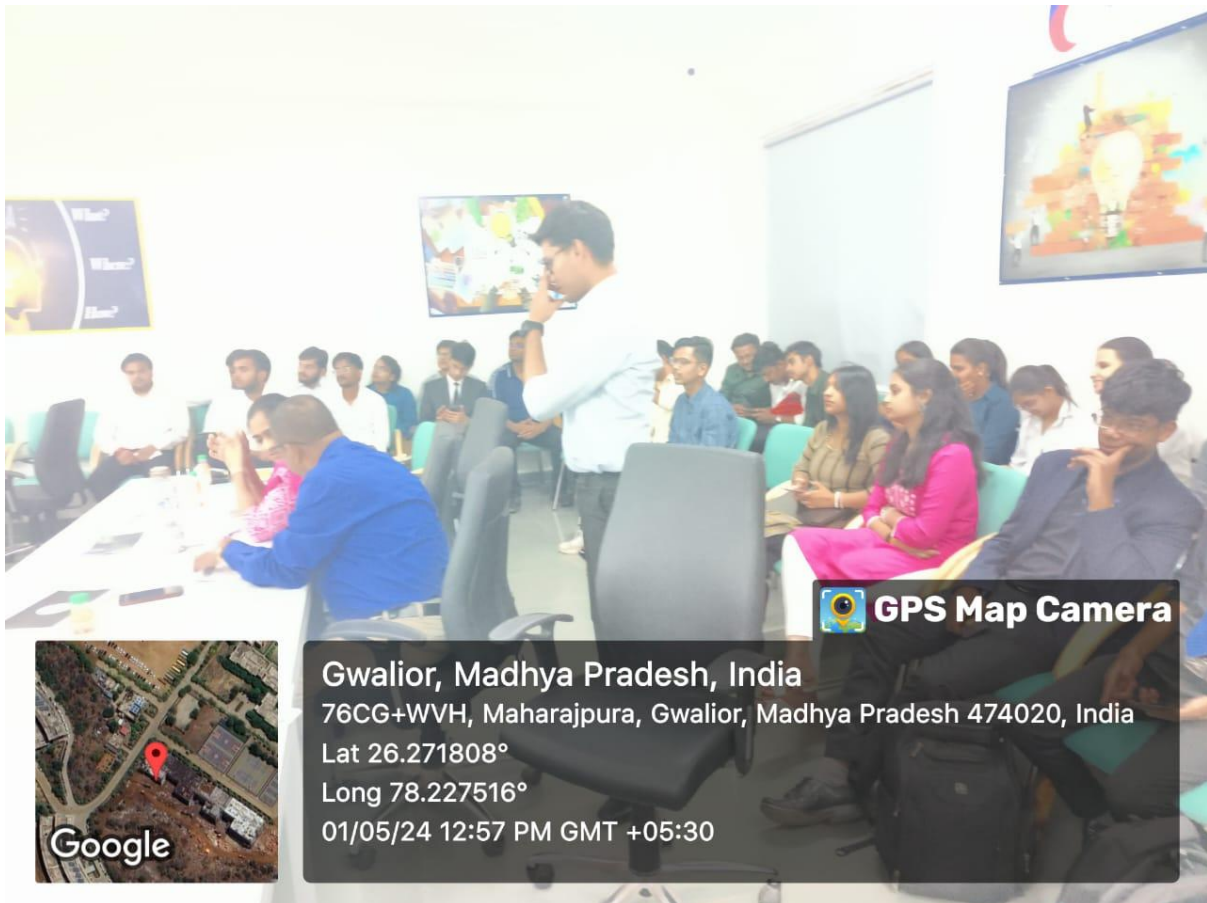 What?
Where?
How?
GPS Map Camera
Gwalior, Madhya Pradesh, India
76CG+WVH, Maharajpura, Gwalior, Madhya Pradesh 474020, India
Lat 26.271808°
Long 78.227516°
01/05/24 12:57 PM GMT +05:30
Google